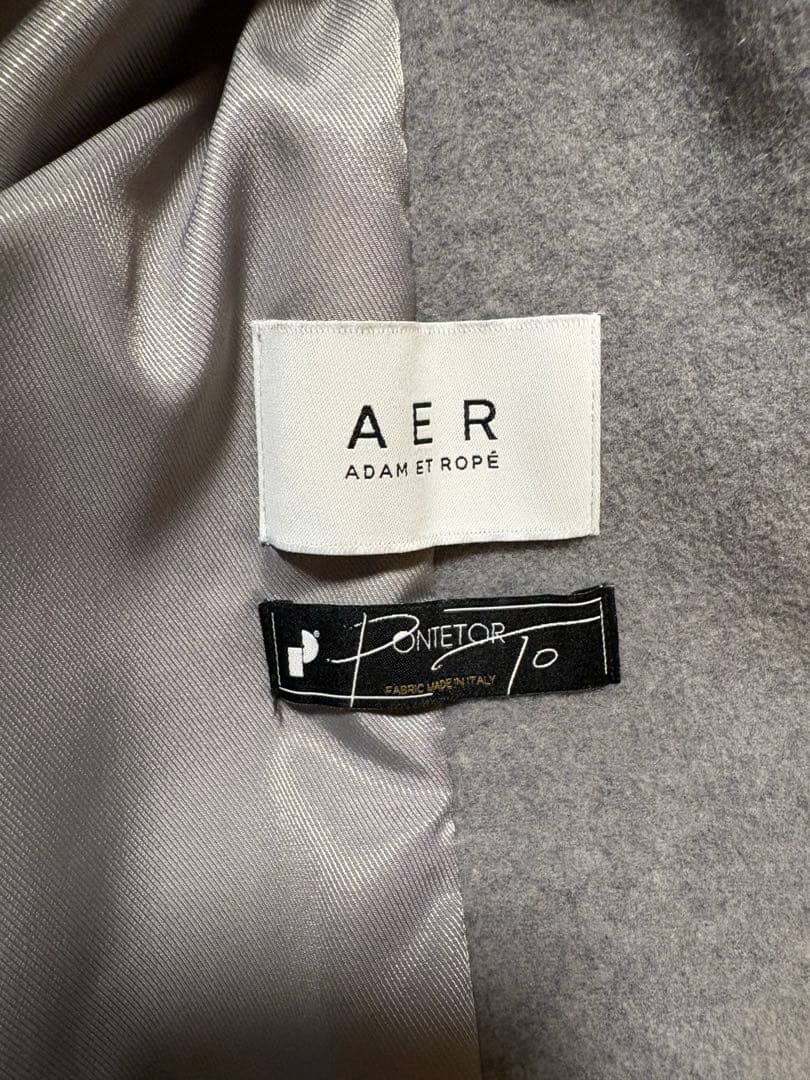 AER
ADAM ET ROPÉ
PONTETORTO
FABRIC MADE IN ITALY